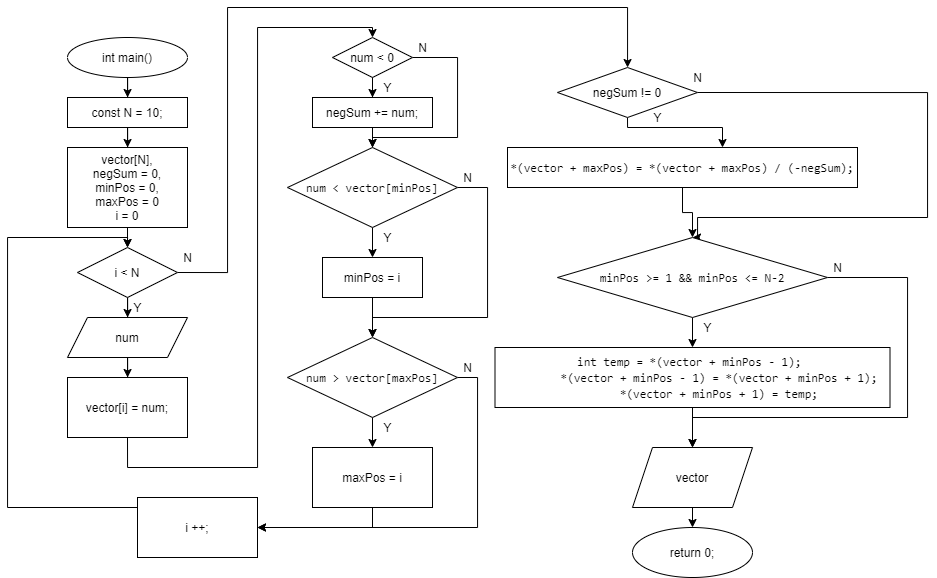 int main()
const N = 10;
vector[N],
negSum = 0,
minPos = 0,
maxPos = 0
i = 0
i < N
N
Y
num
vector[i] = num;
num < 0
N
Y
negSum += num;
num < vector[minPos]
N
Y
minPos = i
num > vector[maxPos]
N
Y
maxPos = i
i ++;
negSum != 0
N
Y
*(vector + maxPos) = *(vector + maxPos) / (-negSum);
minPos >= 1 && minPos <= N-2
N
Y
int temp = *(vector + minPos - 1);
*(vector + minPos - 1) = *(vector + minPos + 1);
*(vector + minPos + 1) = temp;
vector
return 0;